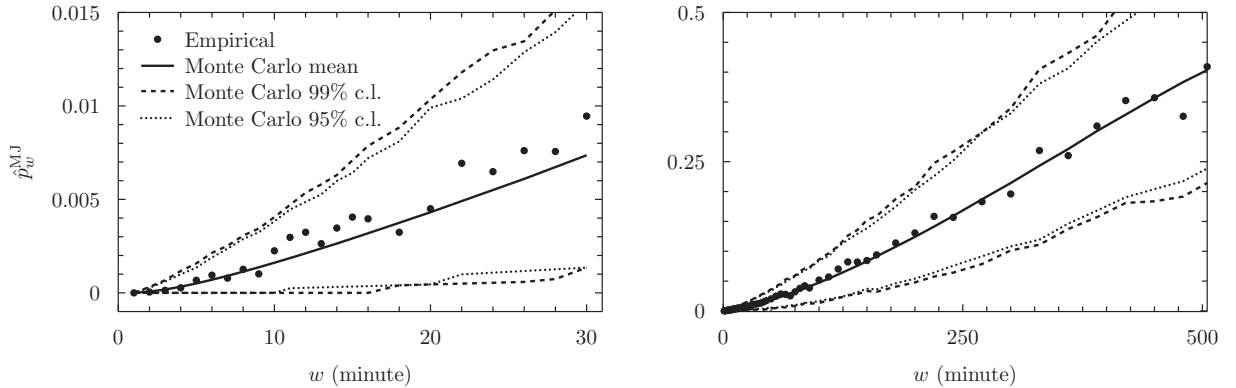 0.015
0.01
0.005
0
p̂_w^MJ
Empirical
Monte Carlo mean
Monte Carlo 99% c.l.
Monte Carlo 95% c.l.
0 10 20 30
w (minute)
0.5
0.25
0
0 250 500
w (minute)